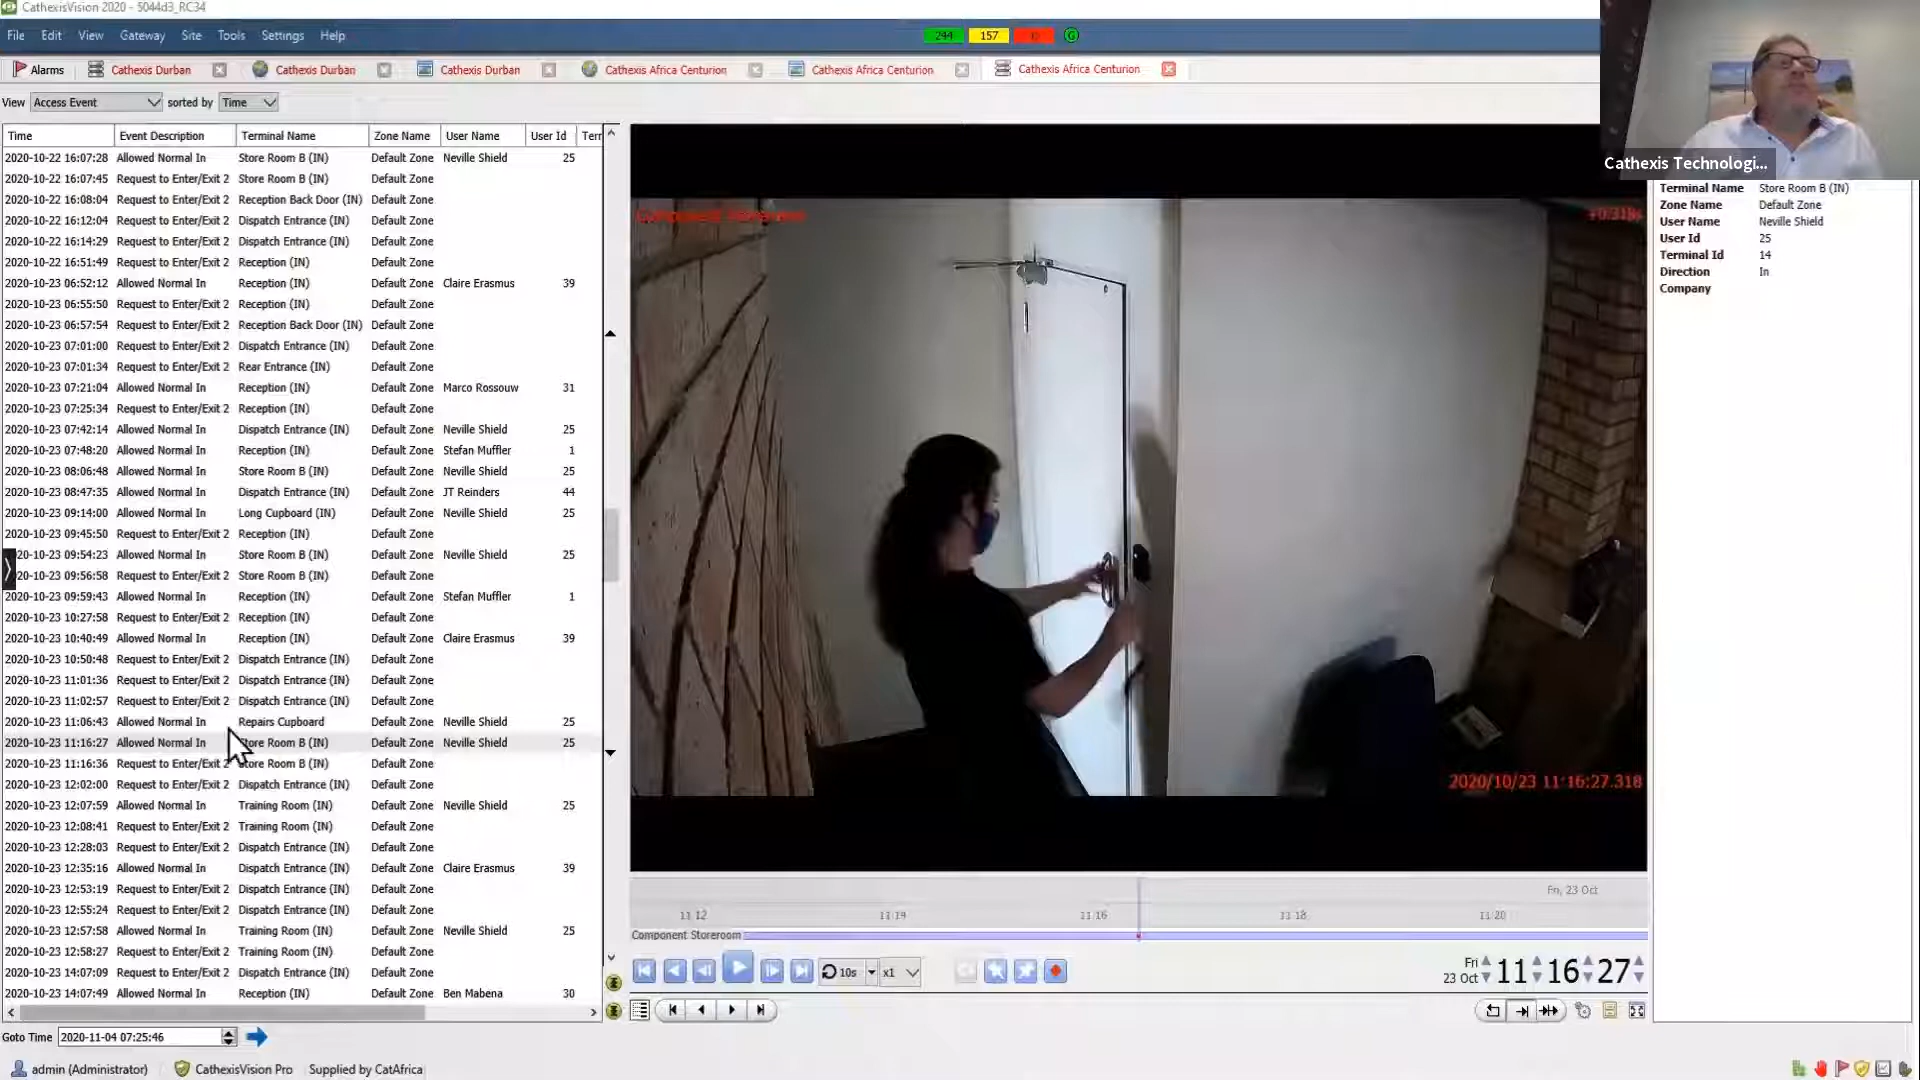 CathexisVision 2020 - 5044d3_RC34
File Edit View Gateway Site Tools Settings Help
244 157
Alarms Cathexis Durban Cathexis Durban Cathexis Durban Cathexis Africa Centurion Cathexis Africa Centurion Cathexis Africa Centurion
View Access Event sorted by Time
Time Event Description Terminal Name Zone Name User Name User Id Terr
2020-10-22 16:07:28 Allowed Normal In Store Room B (IN) Default Zone Neville Shield 25
2020-10-22 16:07:45 Request to Enter/Exit 2 Store Room B (IN) Default Zone
2020-10-22 16:08:04 Request to Enter/Exit 2 Reception Back Door (IN) Default Zone
2020-10-22 16:12:04 Request to Enter/Exit 2 Dispatch Entrance (IN) Default Zone
2020-10-22 16:14:29 Request to Enter/Exit 2 Dispatch Entrance (IN) Default Zone
2020-10-22 16:51:49 Request to Enter/Exit 2 Reception (IN) Default Zone
2020-10-23 06:52:12 Allowed Normal In Reception (IN) Default Zone Claire Erasmus 39
2020-10-23 06:55:50 Request to Enter/Exit 2 Reception (IN) Default Zone
2020-10-23 06:57:54 Request to Enter/Exit 2 Reception Back Door (IN) Default Zone
2020-10-23 07:01:00 Request to Enter/Exit 2 Dispatch Entrance (IN) Default Zone
2020-10-23 07:01:34 Request to Enter/Exit 2 Rear Entrance (IN) Default Zone
2020-10-23 07:21:04 Allowed Normal In Reception (IN) Default Zone Marco Rossouw 31
2020-10-23 07:25:34 Request to Enter/Exit 2 Reception (IN) Default Zone
2020-10-23 07:42:14 Allowed Normal In Dispatch Entrance (IN) Default Zone Neville Shield 25
2020-10-23 07:48:20 Allowed Normal In Reception (IN) Default Zone Stefan Muffler 1
2020-10-23 08:06:48 Allowed Normal In Store Room B (IN) Default Zone Neville Shield 25
2020-10-23 08:47:35 Allowed Normal In Dispatch Entrance (IN) Default Zone JT Reinders 44
2020-10-23 09:14:00 Allowed Normal In Long Cupboard (IN) Default Zone Neville Shield 25
2020-10-23 09:45:50 Request to Enter/Exit 2 Reception (IN) Default Zone
20-10-23 09:54:23 Allowed Normal In Store Room B (IN) Default Zone Neville Shield 25
20-10-23 09:56:58 Request to Enter/Exit 2 Store Room B (IN) Default Zone
2020-10-23 09:59:43 Allowed Normal In Reception (IN) Default Zone Stefan Muffler 1
2020-10-23 10:27:58 Request to Enter/Exit 2 Reception (IN) Default Zone
2020-10-23 10:40:49 Allowed Normal In Reception (IN) Default Zone Claire Erasmus 39
2020-10-23 10:50:48 Request to Enter/Exit 2 Dispatch Entrance (IN) Default Zone
2020-10-23 11:01:36 Request to Enter/Exit 2 Dispatch Entrance (IN) Default Zone
2020-10-23 11:02:57 Request to Enter/Exit 2 Dispatch Entrance (IN) Default Zone
2020-10-23 11:06:43 Allowed Normal In Repairs Cupboard Default Zone Neville Shield 25
2020-10-23 11:16:27 Allowed Normal In Store Room B (IN) Default Zone Neville Shield 25
2020-10-23 11:16:36 Request to Enter/Exit 2 Store Room B (IN) Default Zone
2020-10-23 12:02:00 Request to Enter/Exit 2 Dispatch Entrance (IN) Default Zone
2020-10-23 12:07:59 Allowed Normal In Training Room (IN) Default Zone Neville Shield 25
2020-10-23 12:08:41 Request to Enter/Exit 2 Training Room (IN) Default Zone
2020-10-23 12:28:03 Request to Enter/Exit 2 Dispatch Entrance (IN) Default Zone
2020-10-23 12:35:16 Allowed Normal In Dispatch Entrance (IN) Default Zone Claire Erasmus 39
2020-10-23 12:53:19 Request to Enter/Exit 2 Dispatch Entrance (IN) Default Zone
2020-10-23 12:55:24 Request to Enter/Exit 2 Dispatch Entrance (IN) Default Zone
2020-10-23 12:57:58 Allowed Normal In Training Room (IN) Default Zone Neville Shield 25
2020-10-23 12:58:27 Request to Enter/Exit 2 Training Room (IN) Default Zone
2020-10-23 14:07:09 Request to Enter/Exit 2 Dispatch Entrance (IN) Default Zone
2020-10-23 14:07:49 Allowed Normal In Reception (IN) Default Zone Ben Mabena 30
Goto Time 2020-11-04 07:25:46
admin (Administrator) CathexisVision Pro Supplied by CatAfrica
Component Storeroom +0.318s
2020/10/23 11:16:27.318
Fri, 23 Oct
11:12 11:14 11:16 11:18 11:20
Component Storeroom
10s x1
Fri 23 Oct 11 16 27
Cathexis Technologi...
Terminal Name Store Room B (IN)
Zone Name Default Zone
User Name Neville Shield
User Id 25
Terminal Id 14
Direction In
Company